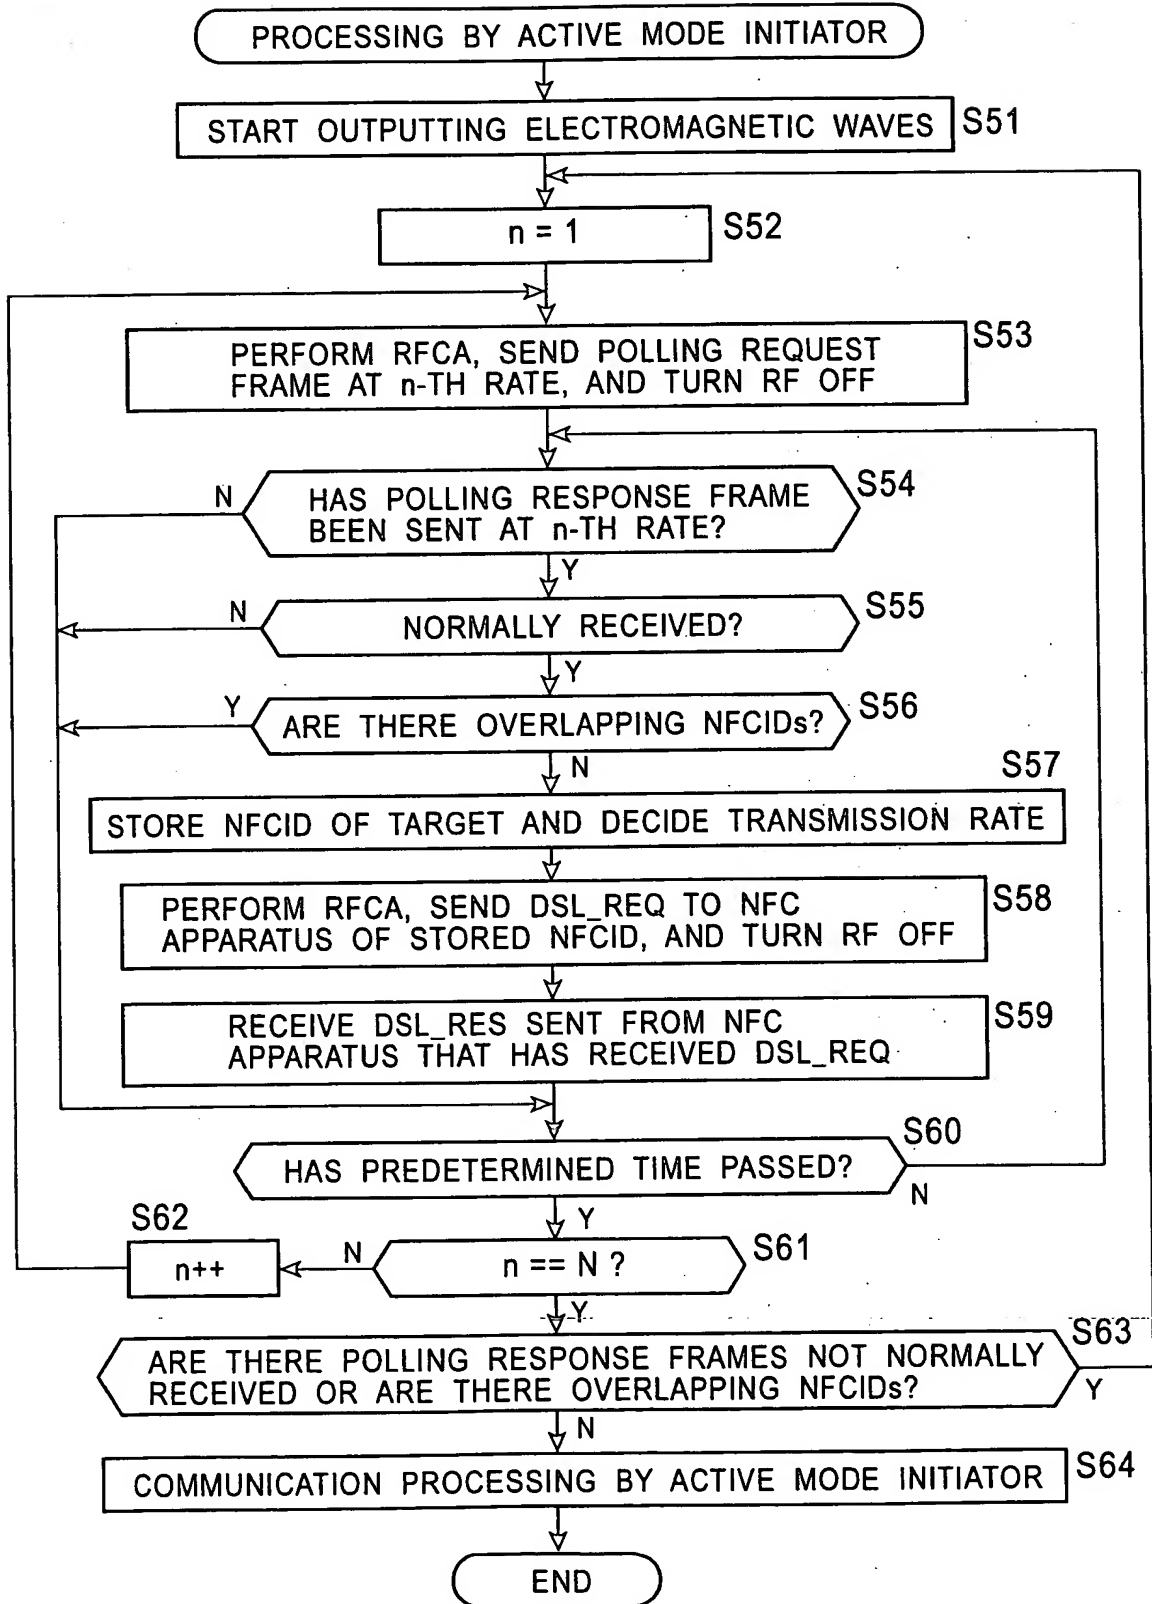 PROCESSING BY ACTIVE MODE INITIATOR
START OUTPUTTING ELECTROMAGNETIC WAVES
S51
n = 1
S52
S53
PERFORM RFCA, SEND POLLING REQUEST
FRAME AT n-TH RATE, AND TURN RF OFF
S54
N
HAS POLLING RESPONSE FRAME
BEEN SENT AT n-TH RATE?
Y
S55
N
NORMALLY RECEIVED?
Y
S56
Y
ARE THERE OVERLAPPING NFCIDs?
N
S57
STORE NFCID OF TARGET AND DECIDE TRANSMISSION RATE
S58
PERFORM RFCA, SEND DSL_REQ TO NFC
APPARATUS OF STORED NFCID, AND TURN RF OFF
S59
RECEIVE DSL_RES SENT FROM NFC
APPARATUS THAT HAS RECEIVED DSL_REQ
S60
HAS PREDETERMINED TIME PASSED?
N
Y
S62
n++
N
n == N ?
S61
Y
S63
ARE THERE POLLING RESPONSE FRAMES NOT NORMALLY
RECEIVED OR ARE THERE OVERLAPPING NFCIDs?
Y
N
COMMUNICATION PROCESSING BY ACTIVE MODE INITIATOR
S64
END